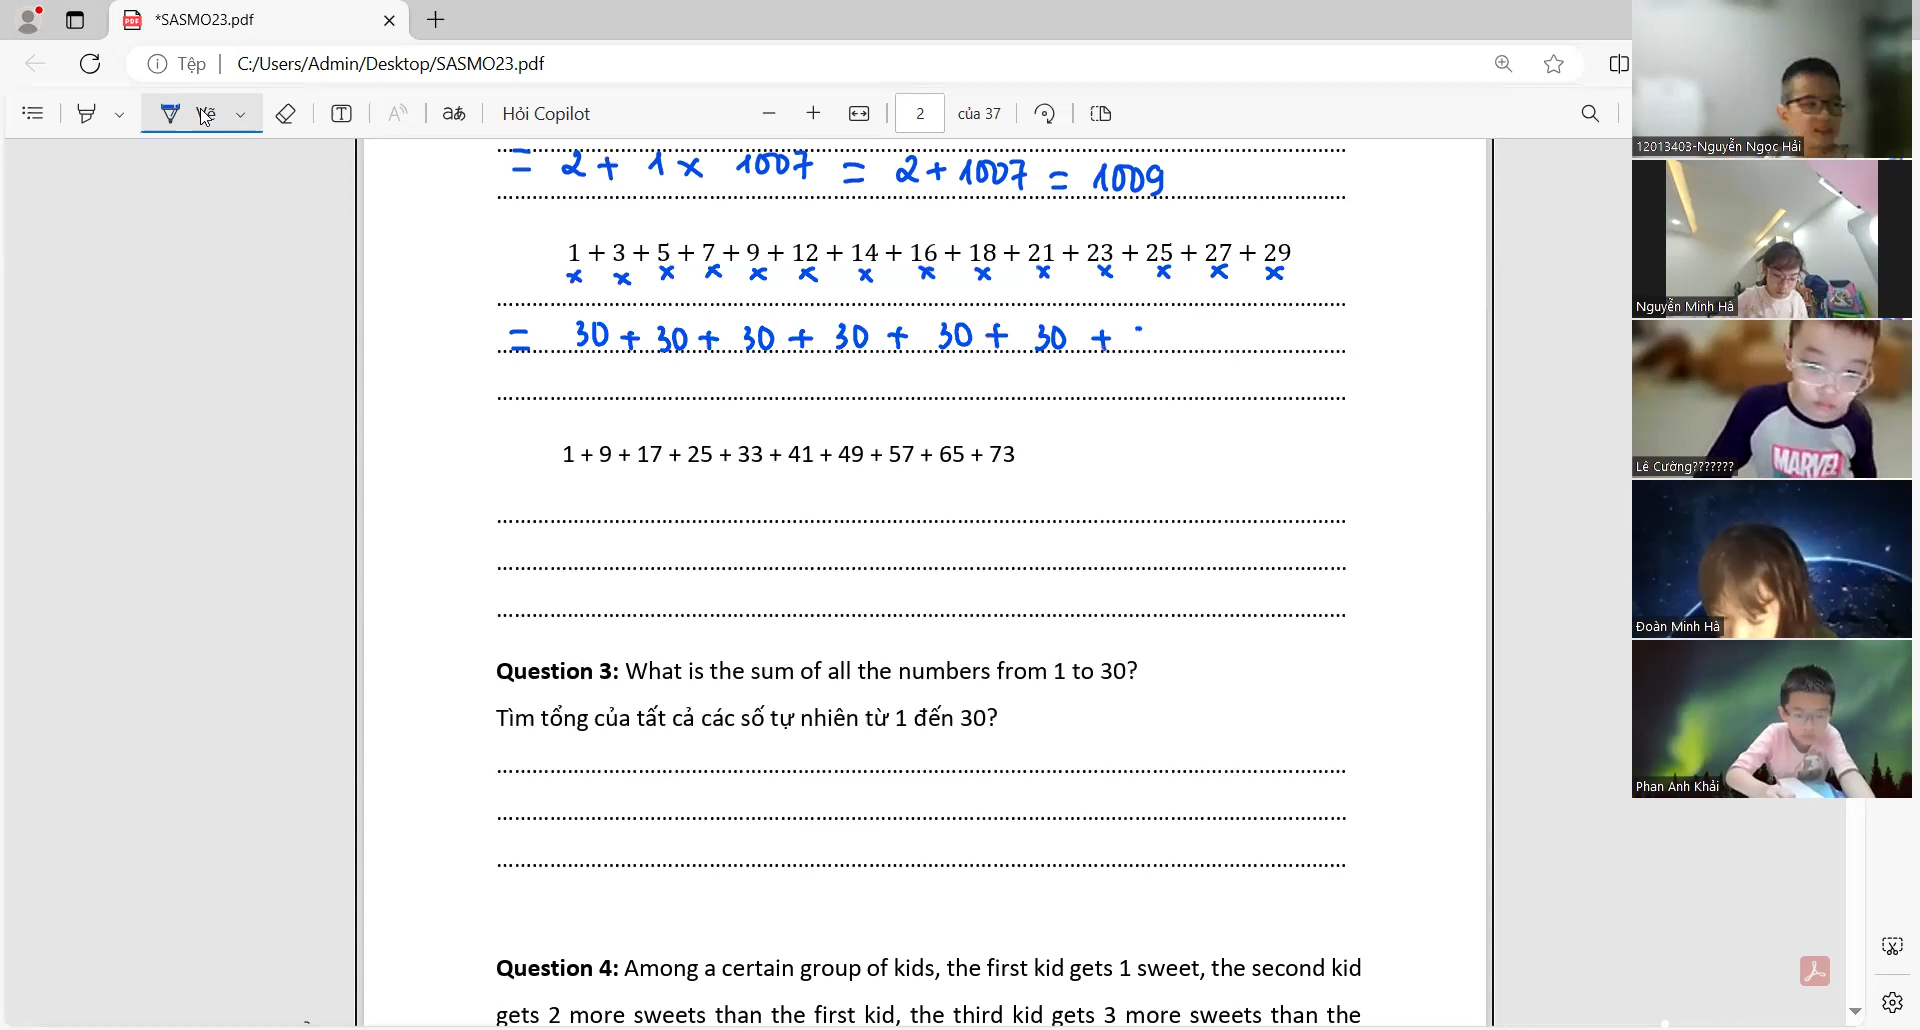 *SASMO23.pdf
Tệp
C:/Users/Admin/Desktop/SASMO23.pdf
Hỏi Copilot
2 của 37
= 2 + 1 x 1007 = 2 + 1007 = 1009
1 + 3 + 5 + 7 + 9 + 12 + 14 + 16 + 18 + 21 + 23 + 25 + 27 + 29
= 30 + 30 + 30 + 30 + 30 + 30 +
1 + 9 + 17 + 25 + 33 + 41 + 49 + 57 + 65 + 73
Question 3: What is the sum of all the numbers from 1 to 30?
Tìm tổng của tất cả các số tự nhiên từ 1 đến 30?
Question 4: Among a certain group of kids, the first kid gets 1 sweet, the second kid
gets 2 more sweets than the first kid, the third kid gets 3 more sweets than the
12013403-Nguyễn Ngọc Hải
Nguyễn Minh Hà
Lê Cường???????
Đoàn Minh Hà
Phan Anh Khải